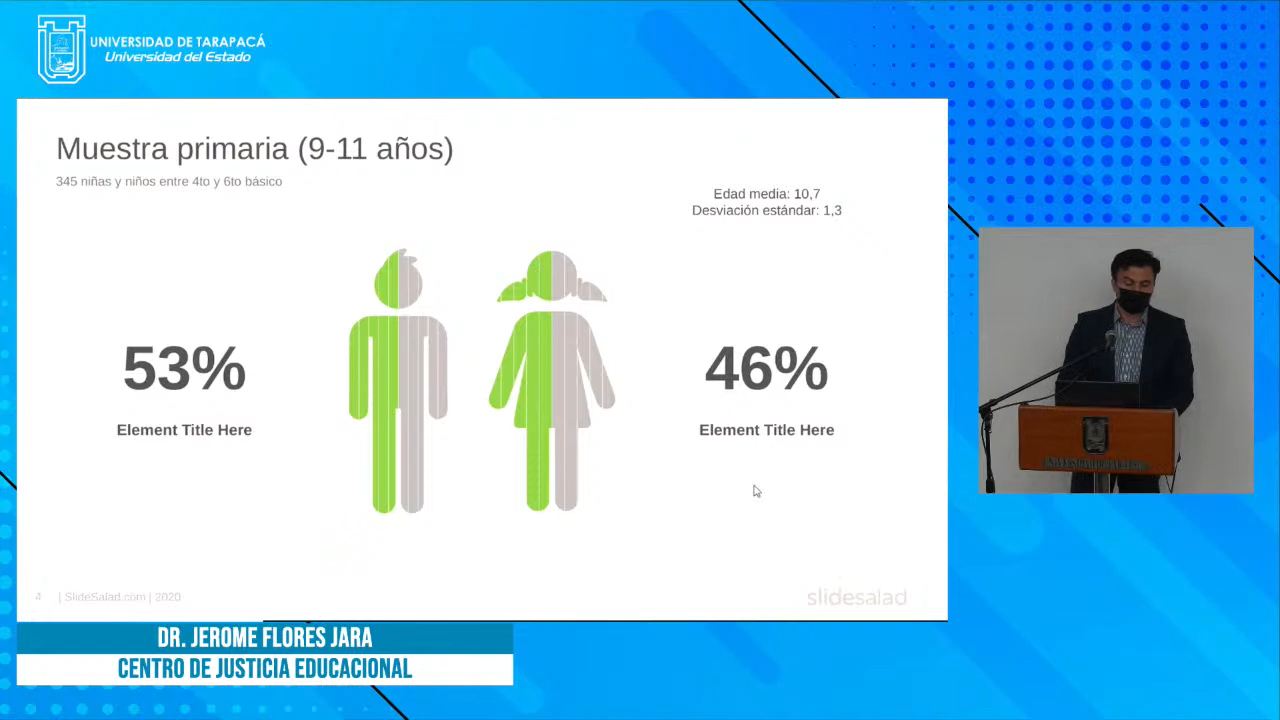 UNIVERSIDAD DE TARAPACÁ
Universidad del Estado
Muestra primaria (9-11 años)
345 niñas y niños entre 4to y 6to básico
Edad media: 10,7
Desviación estándar: 1,3
53%
Element Title Here
46%
Element Title Here
4 | SlideSalad.com | 2020
slidesalad
DR. JEROME FLORES JARA
CENTRO DE JUSTICIA EDUCACIONAL